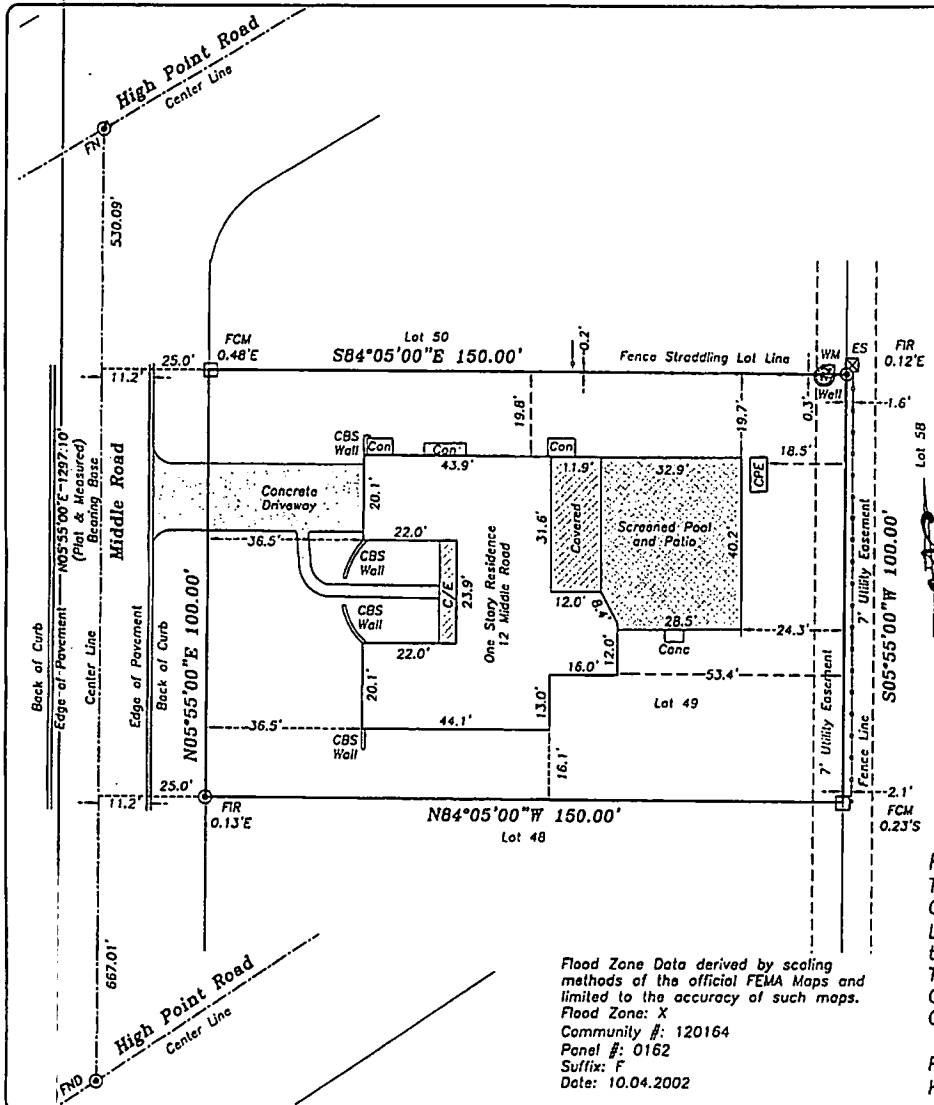 High Point Road
Center Line
FN
530.09'
Lot 50
FCM
0.48'E
S84°05'00"E 150.00'
0.2'
Fence Straddling Lot Line
WM
ES
FIR
0.12'E
25.0'
11.2'
Wall
1.6'
0.3'
19.8'
19.7'
18.5'
CBS
Wall
Con
Con
Con
43.9'
11.9'
32.9'
CPE
Lot 58
N05°55'00"E-1297.10'
(Plat & Measured)
Bearing Base
Middle Road
Concrete
Driveway
20.1'
31.6'
Covered
Screened Pool
and Patio
40.2'
36.5'
22.0'
CBS
Wall
C/E
23.9'
One Story Residence
12 Middle Road
12.0'
8.4'
28.5'
Conc
24.3'
7' Utility Easement
7' Utility Easement
S05°55'00"W 100.00'
Back of Curb
Edge of Pavement
Center Line
Edge of Pavement
Back of Curb
N05°55'00"E 100.00'
CBS
Wall
22.0'
12.0'
16.0'
53.4'
Lot 49
20.1'
13.0'
Fence Line
36.5'
44.1'
CBS
Wall
16.1'
25.0'
11.2'
FIR
0.13'E
N84°05'00"W 150.00'
Lot 48
2.1'
FCM
0.23'S
667.01'
High Point Road
Center Line
FND
Flood Zone Data derived by scaling
methods of the official FEMA Maps and
limited to the accuracy of such maps.
Flood Zone: X
Community #: 120164
Panel #: 0162
Suffix: F
Date: 10.04.2002